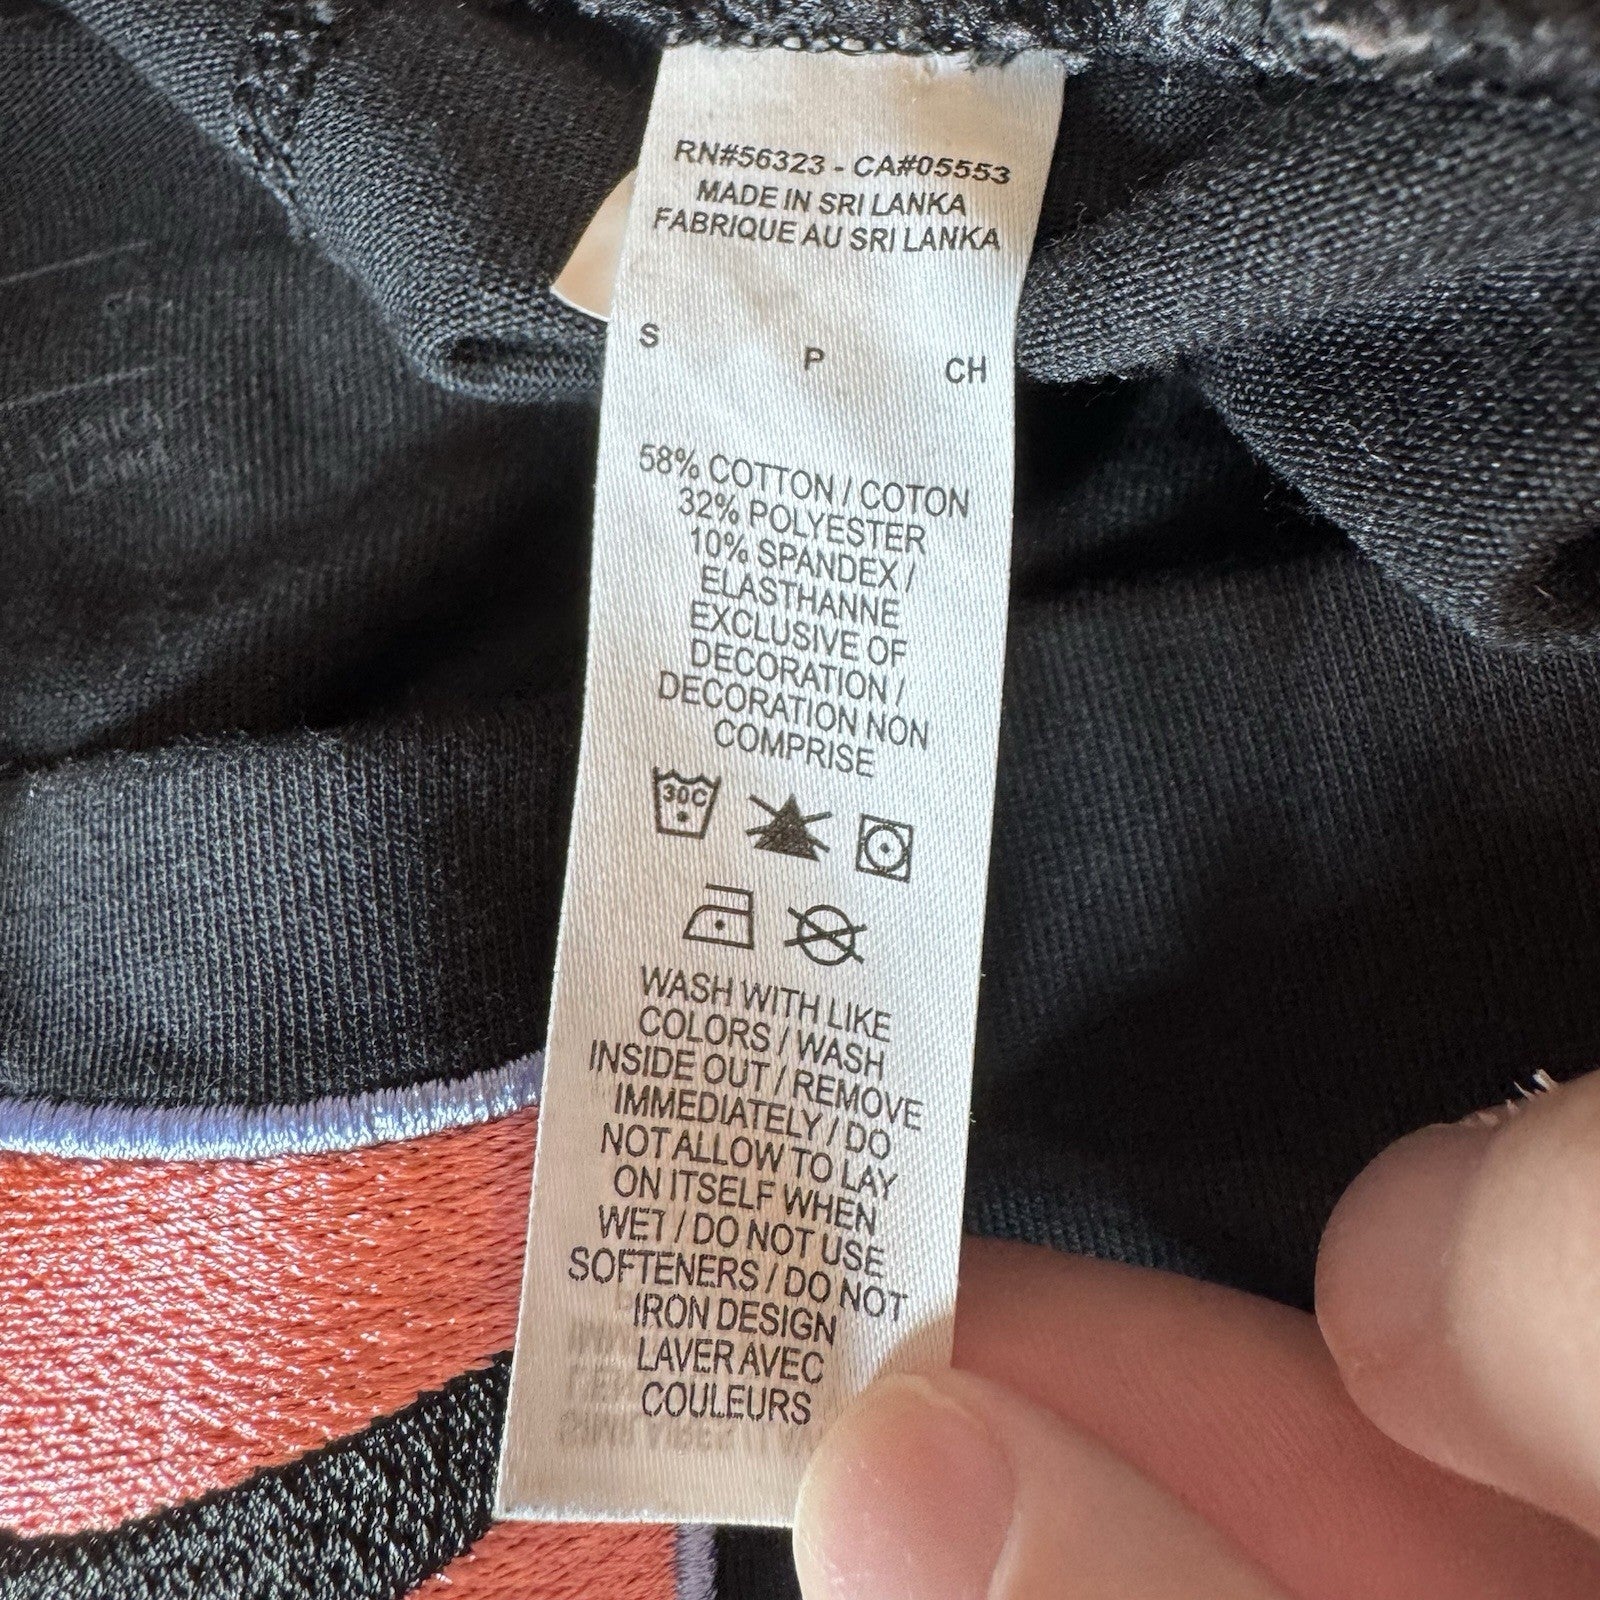 RN#56323 - CA#05553
MADE IN SRI LANKA
FABRIQUE AU SRI LANKA
S P CH
58% COTTON / COTON
32% POLYESTER
10% SPANDEX /
ELASTHANNE
EXCLUSIVE OF
DECORATION /
DECORATION NON
COMPRISE
30C
WASH WITH LIKE
COLORS / WASH
INSIDE OUT / REMOVE
IMMEDIATELY / DO
NOT ALLOW TO LAY
ON ITSELF WHEN
WET / DO NOT USE
SOFTENERS / DO NOT
IRON DESIGN
LAVER AVEC
COULEURS